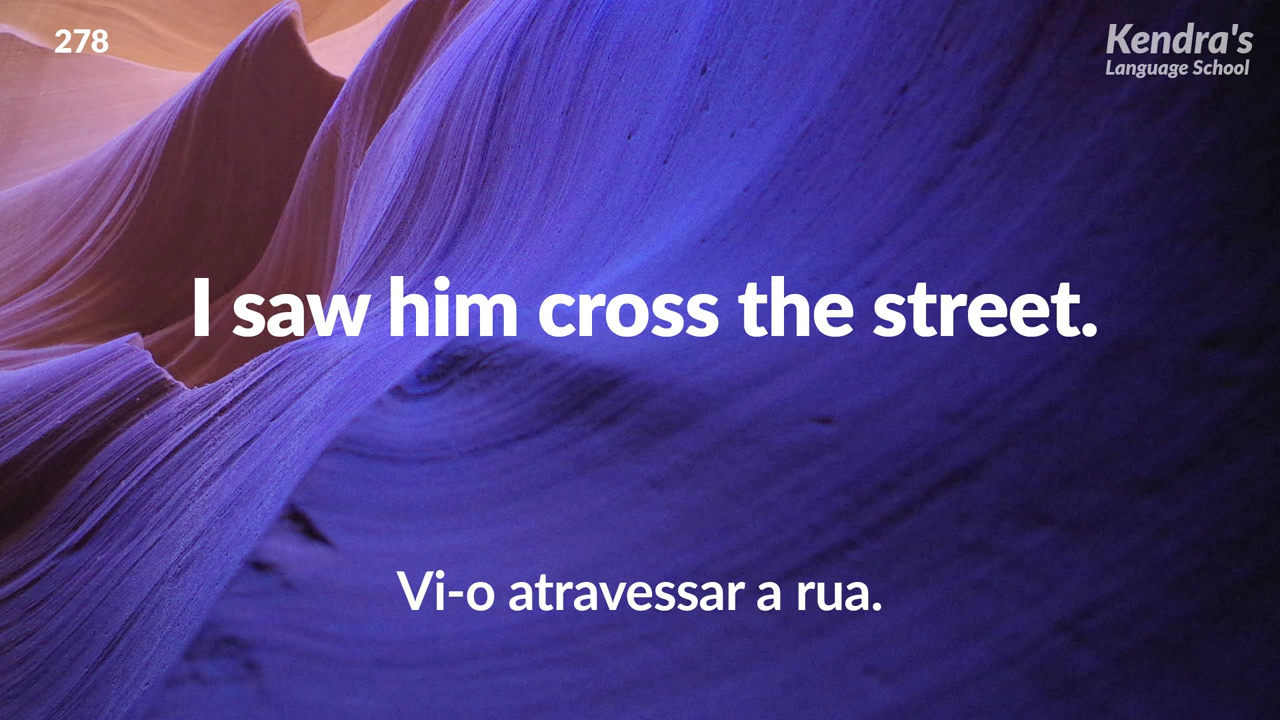 278
Kendra's
Language School
I saw him cross the street.
Vi-o atravessar a rua.